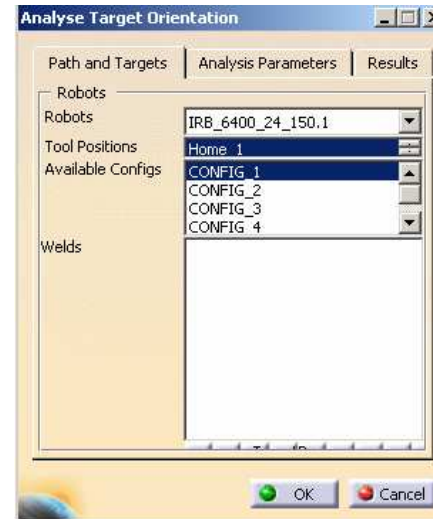 Analyse Target Orientation
Path and Targets Analysis Parameters Results
Robots
Robots IRB_6400_24_150.1
Tool Positions Home_1
Available Configs CONFIG_1
CONFIG_2
CONFIG_3
CONFIG_4
Welds
OK Cancel